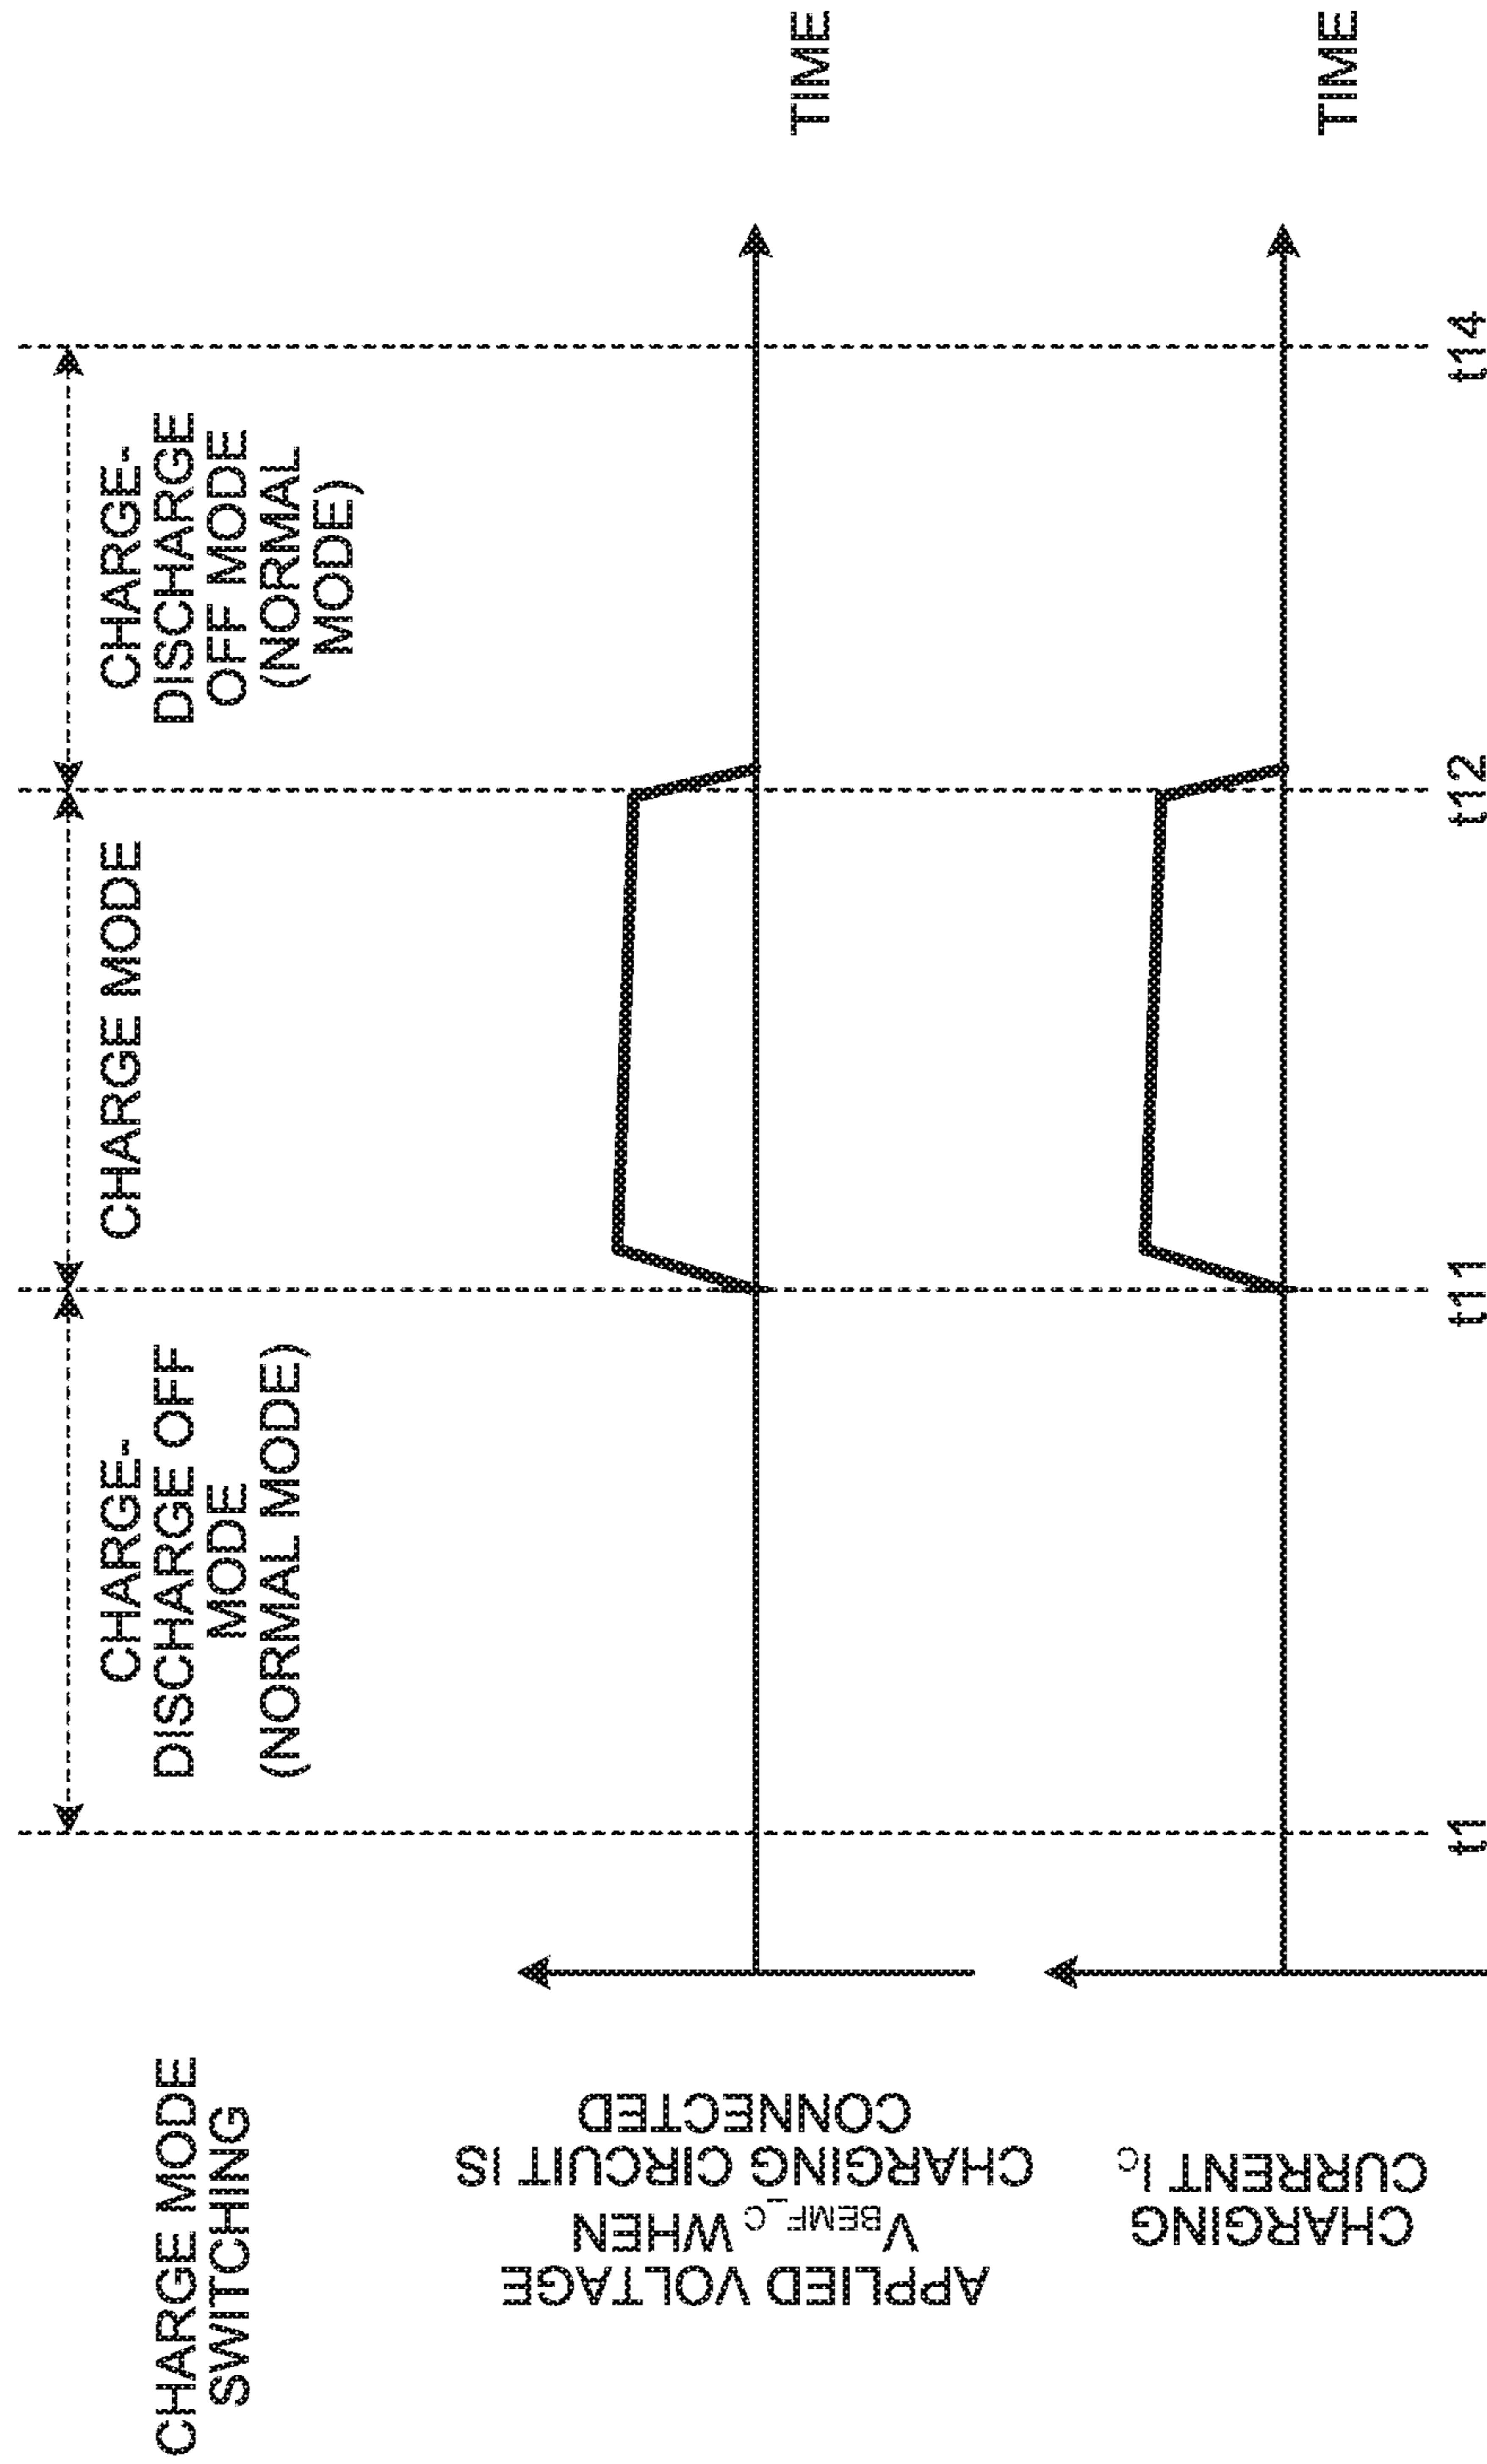 CHARGE MODE
SWITCHING
CHARGE-
DISCHARGE OFF
MODE
(NORMAL MODE)
CHARGE MODE
CHARGE-
DISCHARGE
OFF MODE
(NORMAL
MODE)
APPLIED VOLTAGE
VBEMF_C WHEN
CHARGING CIRCUIT IS
CONNECTED
TIME
CHARGING
CURRENT IC
TIME
t1
t11
t12
t14